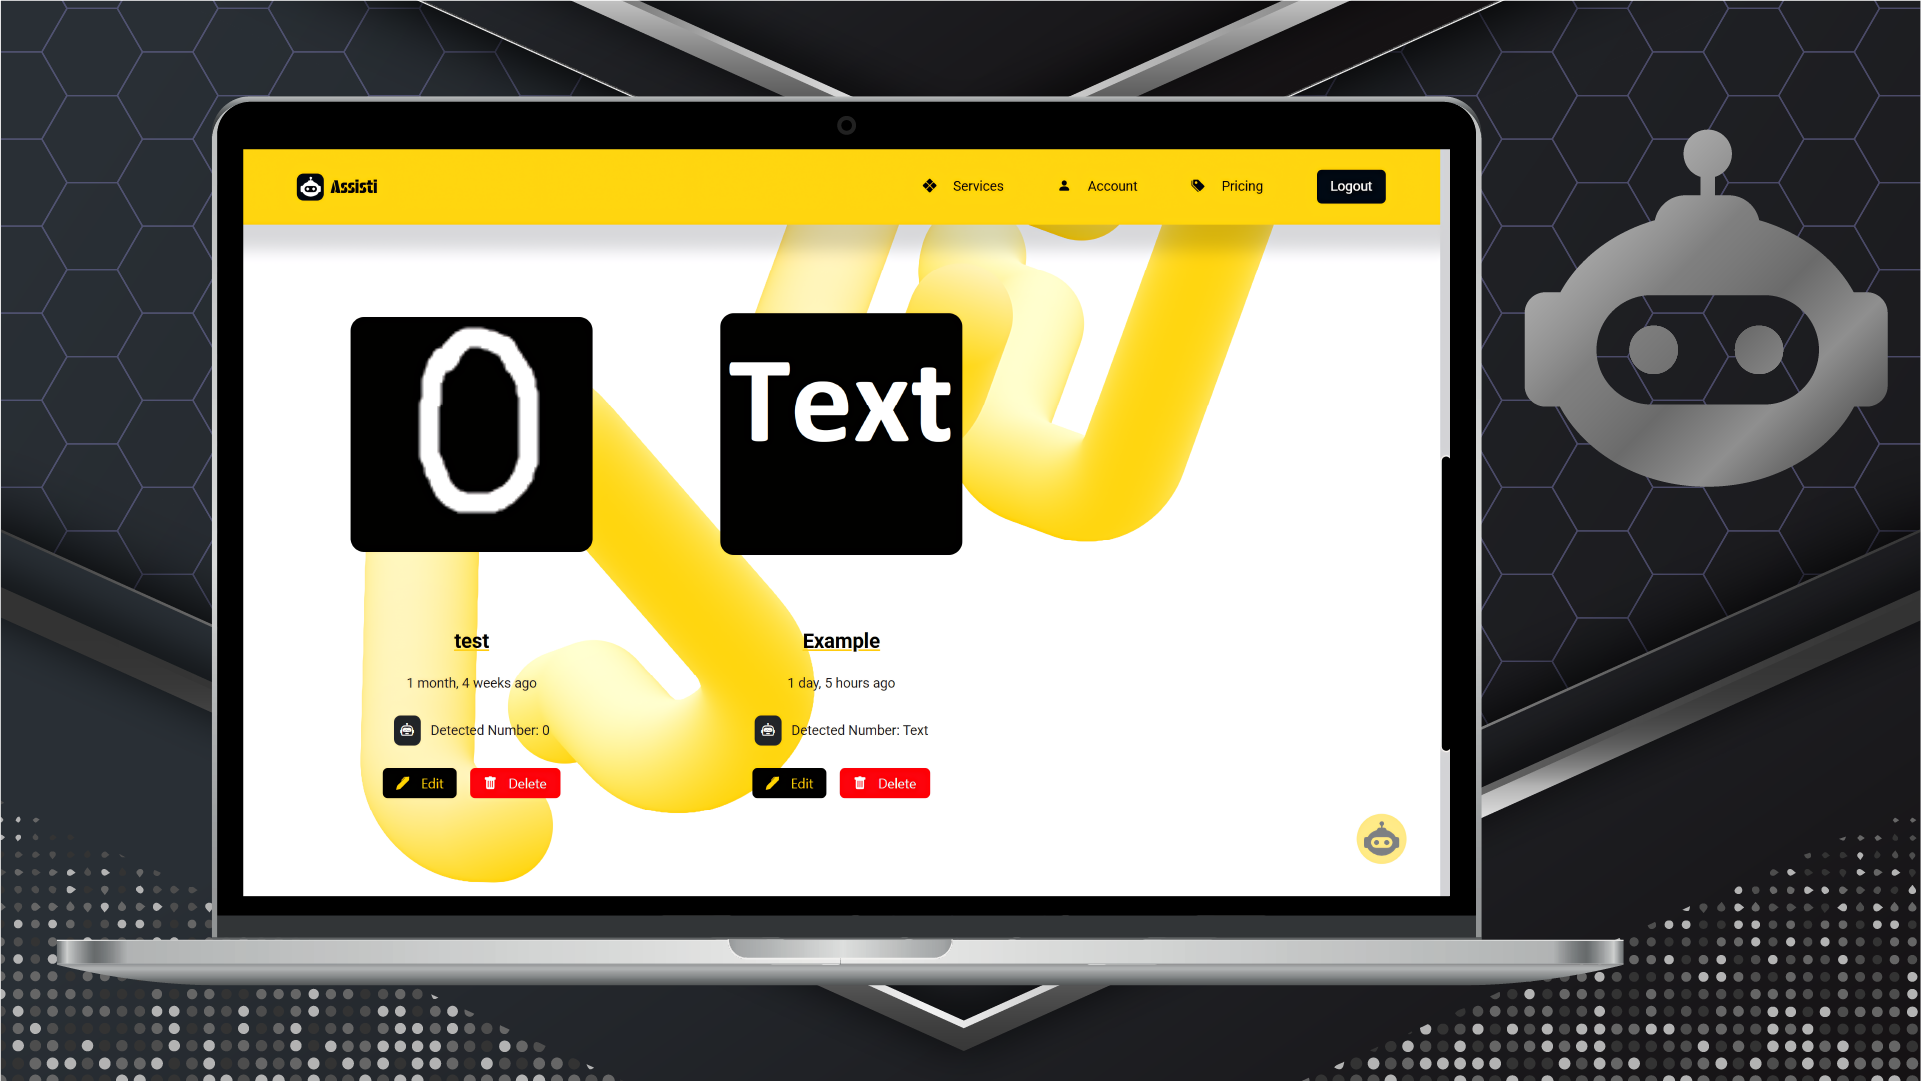 Assisti
Services
Account
Pricing
Logout
0
Text
test
1 month, 4 weeks ago
Detected Number: 0
Edit
Delete
Example
1 day, 5 hours ago
Detected Number: Text
Edit
Delete